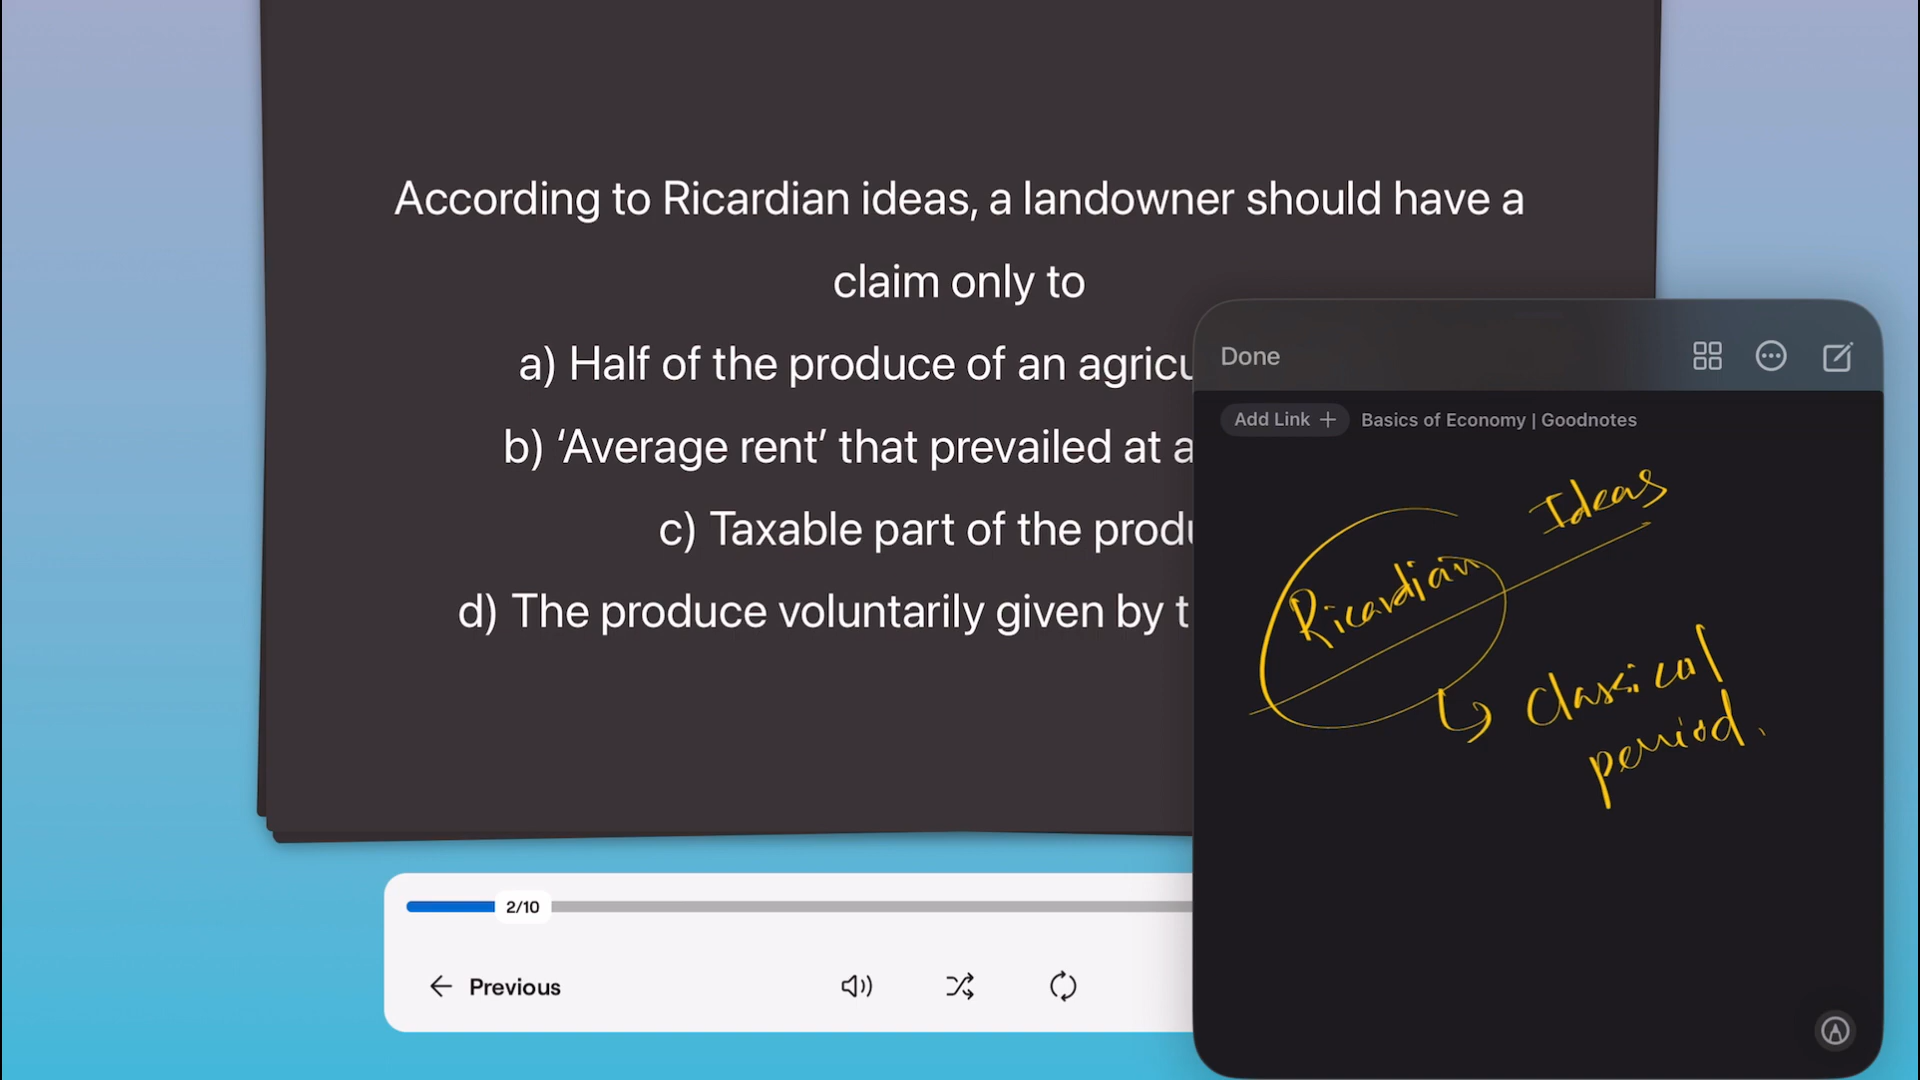 According to Ricardian ideas, a landowner should have a
claim only to
a) Half of the produce of an agricu
b) ‘Average rent’ that prevailed at a
c) Taxable part of the produ
d) The produce voluntarily given by t
2/10
Previous
Done
Add Link +
Basics of Economy | Goodnotes
Ricardian Ideas
classical
period.